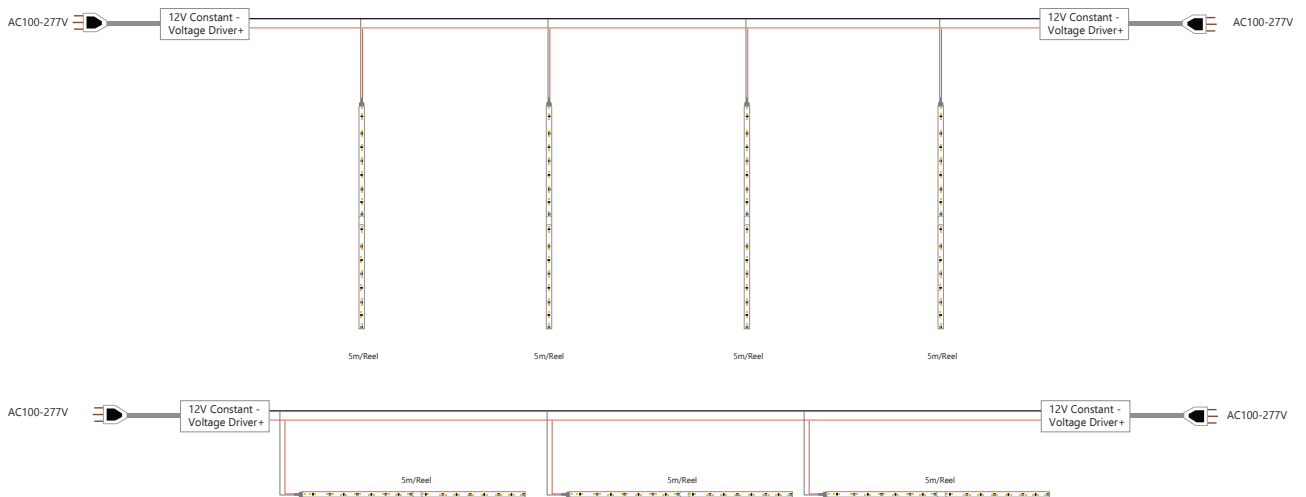 AC100-277V
12V Constant -
Voltage Driver+
12V Constant -
Voltage Driver+
AC100-277V
5m/Reel
5m/Reel
5m/Reel
5m/Reel
AC100-277V
12V Constant -
Voltage Driver+
12V Constant -
Voltage Driver+
AC100-277V
5m/Reel
5m/Reel
5m/Reel